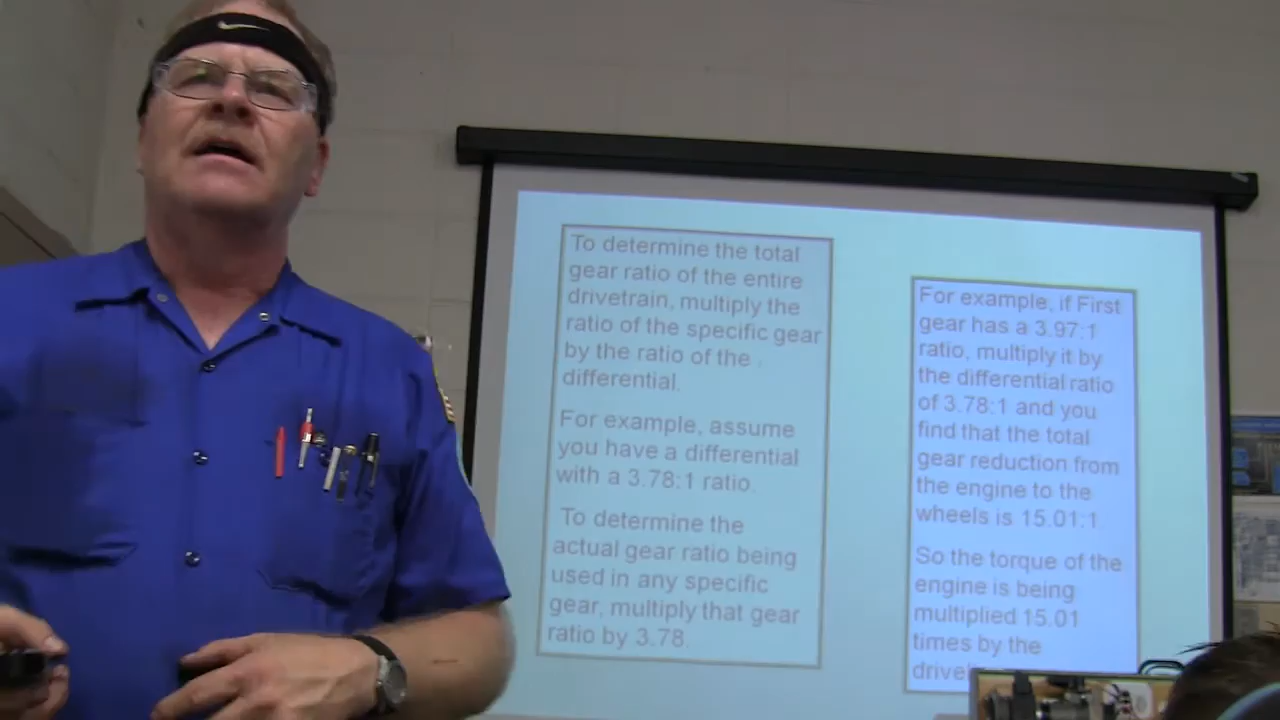 To determine the total
gear ratio of the entire
drivetrain, multiply the
ratio of the specific gear
by the ratio of the
differential.
For example, assume
you have a differential
with a 3.78:1 ratio.
To determine the
actual gear ratio being
used in any specific
gear, multiply that gear
ratio by 3.78.
For example, if First
gear has a 3.97:1
ratio, multiply it by
the differential ratio
of 3.78:1 and you
find that the total
gear reduction from
the engine to the
wheels is 15.01:1
So the torque of the
engine is being
multiplied 15.01
times by the